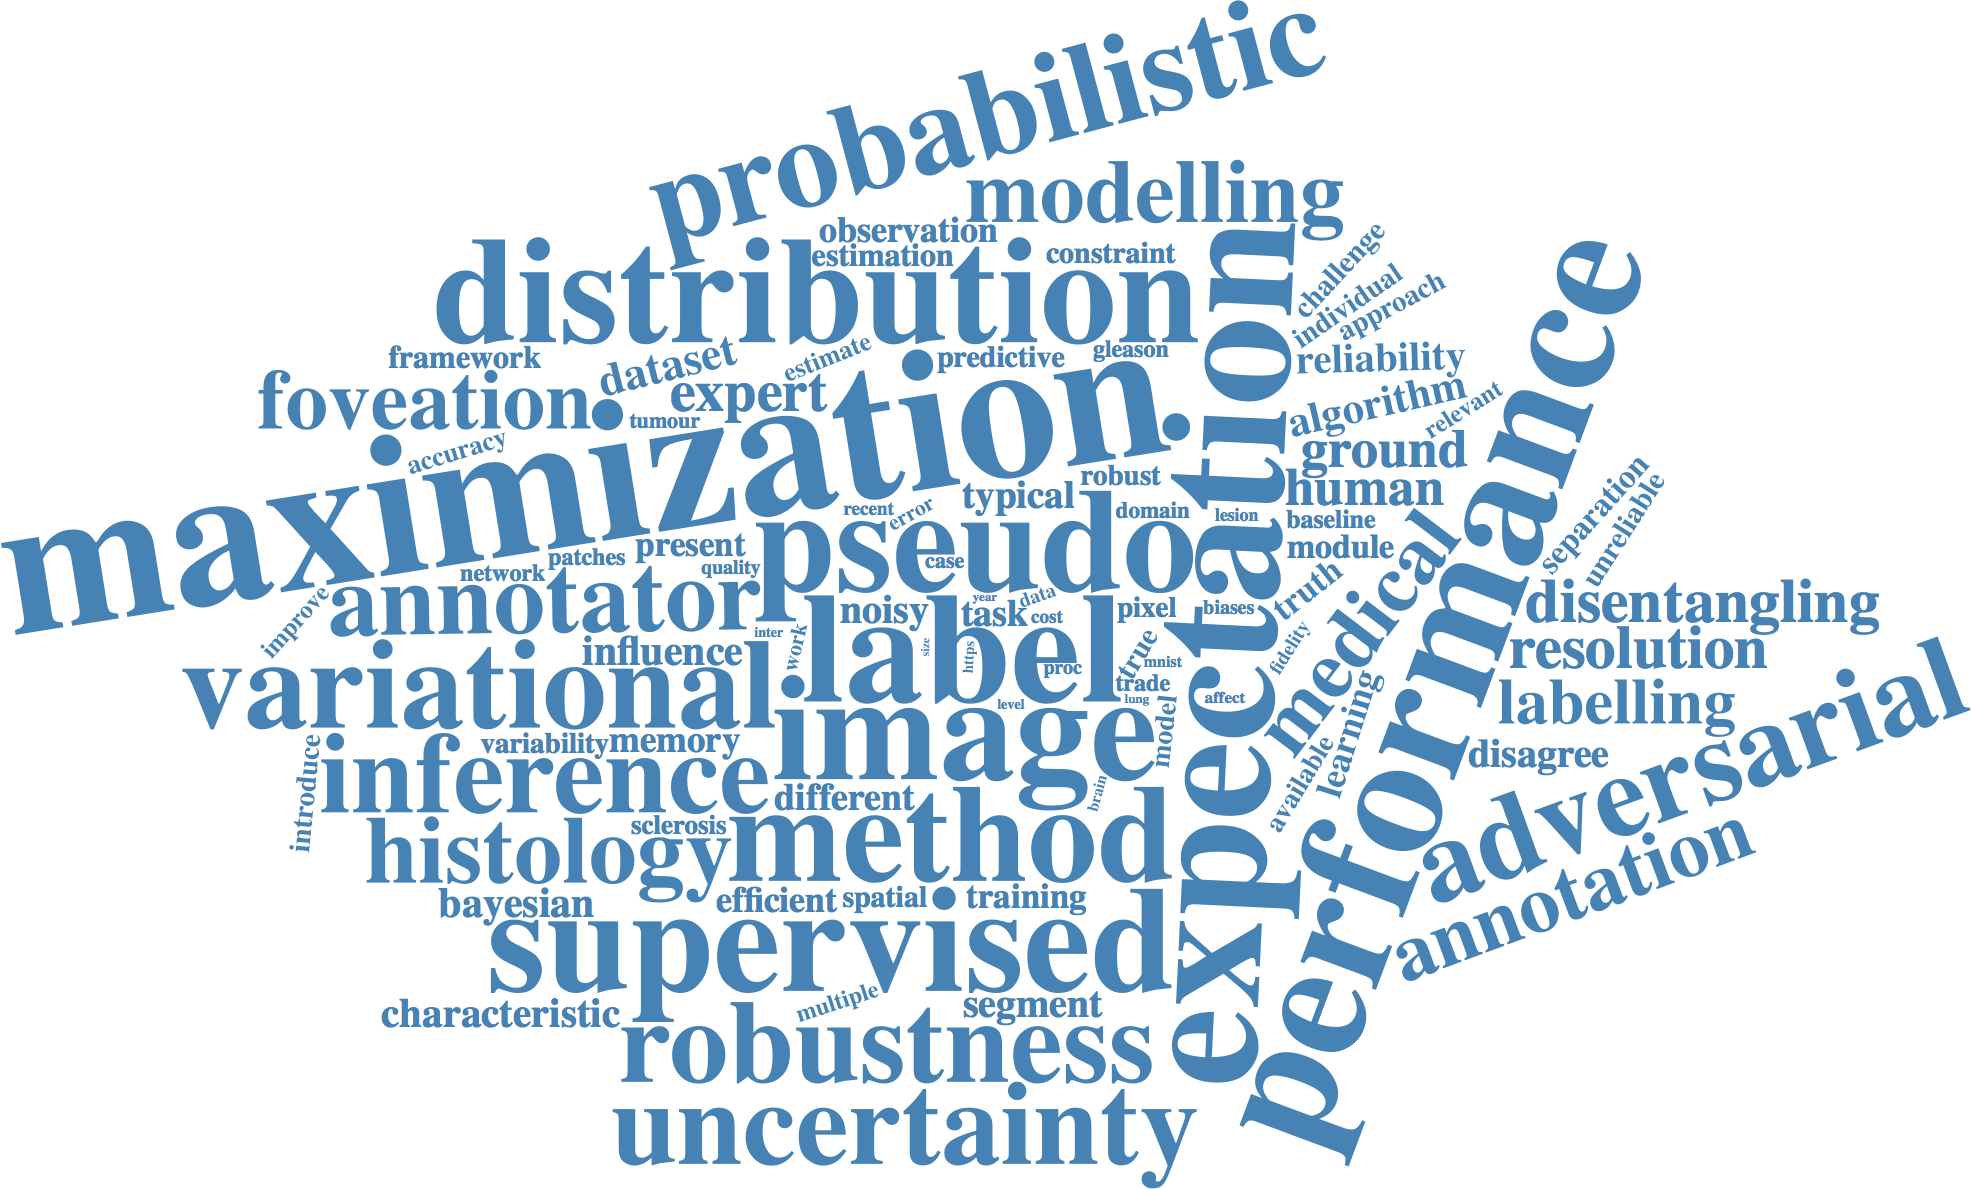 probabilistic
modelling
observation
distribution
estimation
constraint
challenge
individual
approach
performance
framework
dataset
estimate
predictive
gleason
reliability
foveation
expert
tumour
maximization
expectation
algorithm
relevant
accuracy
ground
robust
human
typical
separation
unreliable
recent
error
domain
lesion
baseline
pseudo
present
module
medical
patches
network
quality
case
truth
annotator
improve
noisy
year
data
task
cost
pixel
biases
disentangling
label
inter
work
size
https
true
fidelity
influence
resolution
variational
proc
mnist
trade
lung
affect
learning
labelling
image
level
model
adversarial
variability
memory
introduce
inference
available
disagree
different
brain
method
sclerosis
histology
annotation
bayesian
efficient
spatial
training
supervised
multiple
segment
characteristic
robustness
uncertainty